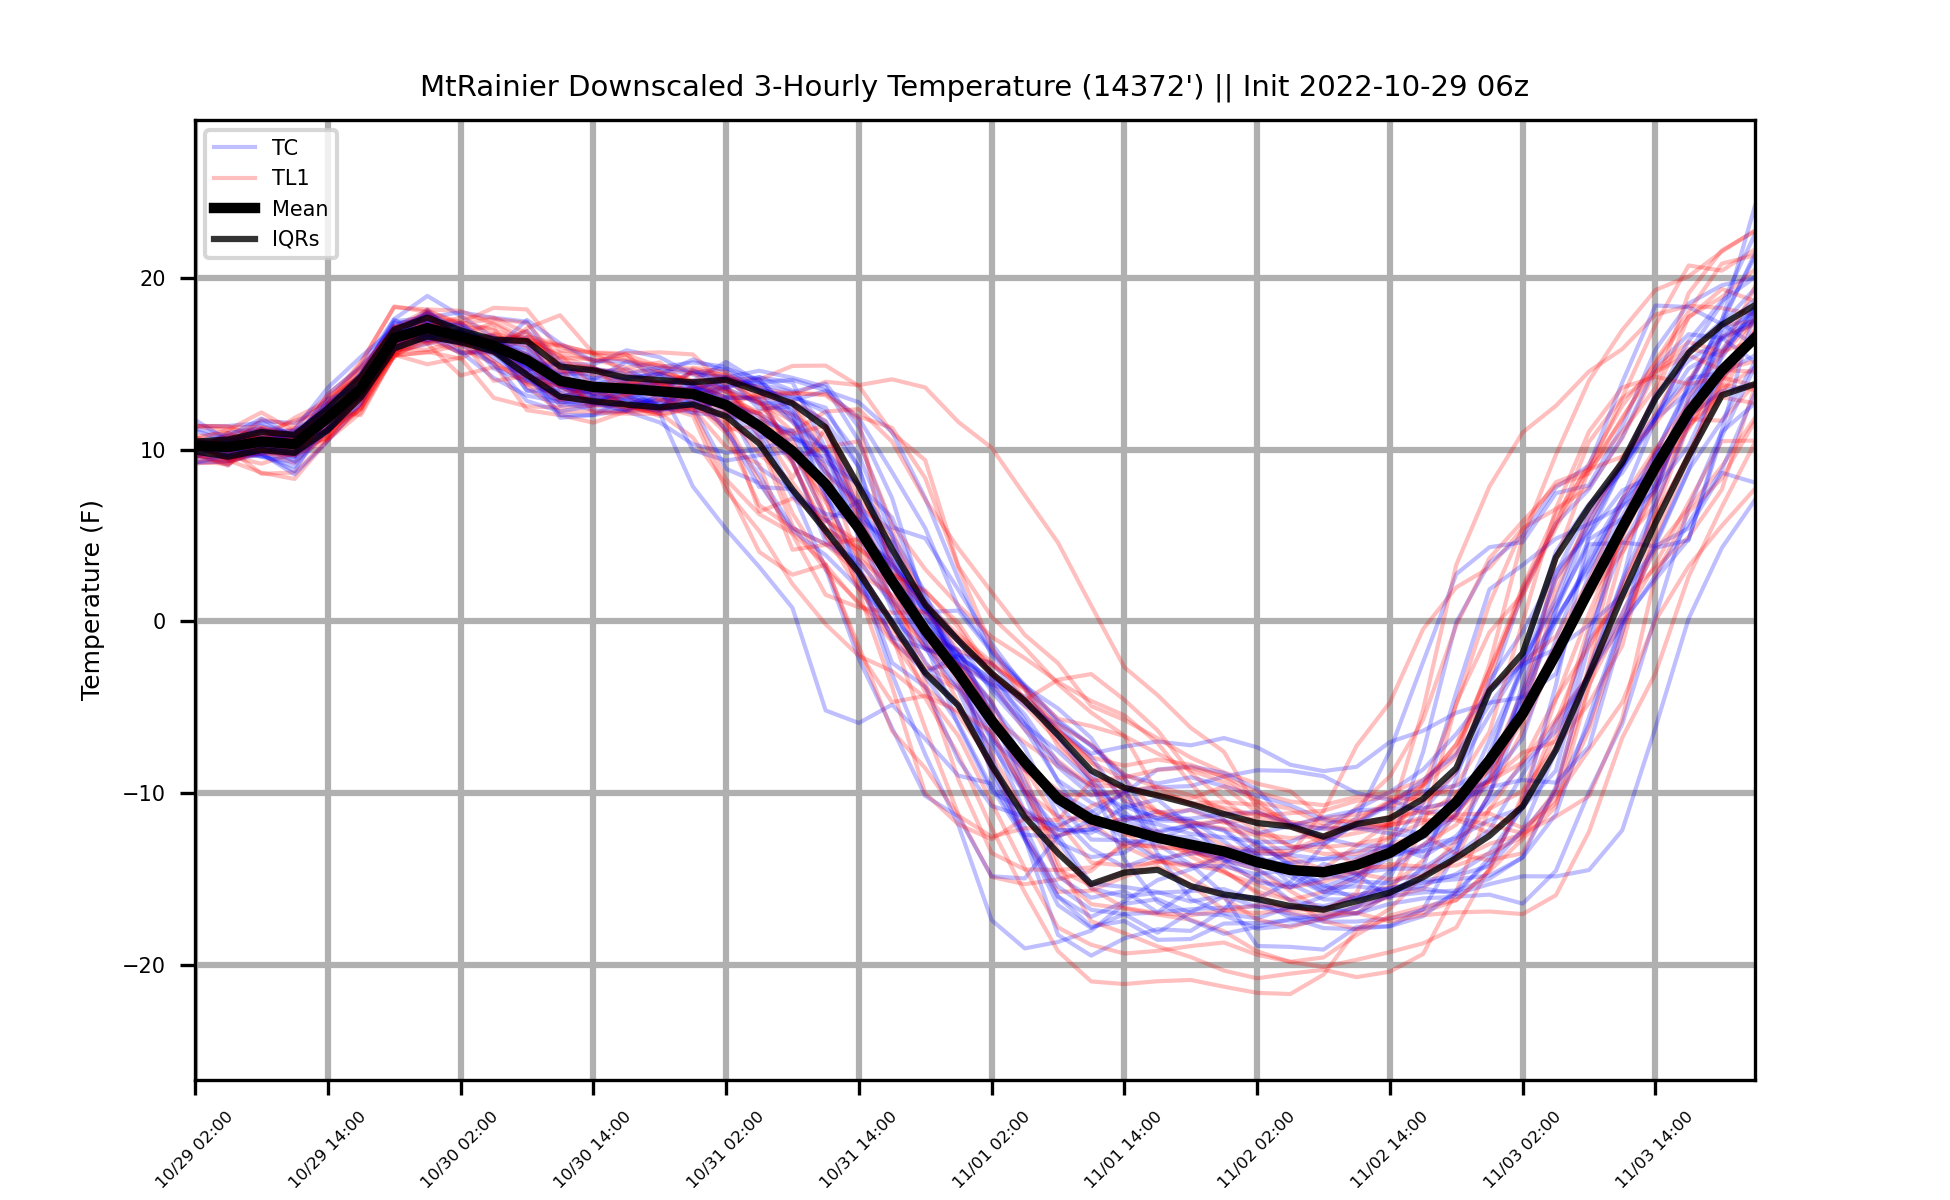 MtRainier Downscaled 3-Hourly Temperature (14372') || Init 2022-10-29 06z
TC
TL1
Mean
IQRs
Temperature (F)
20
10
0
−10
−20
10/29 02:00
10/29 14:00
10/30 02:00
10/30 14:00
10/31 02:00
10/31 14:00
11/01 02:00
11/01 14:00
11/02 02:00
11/02 14:00
11/03 02:00
11/03 14:00